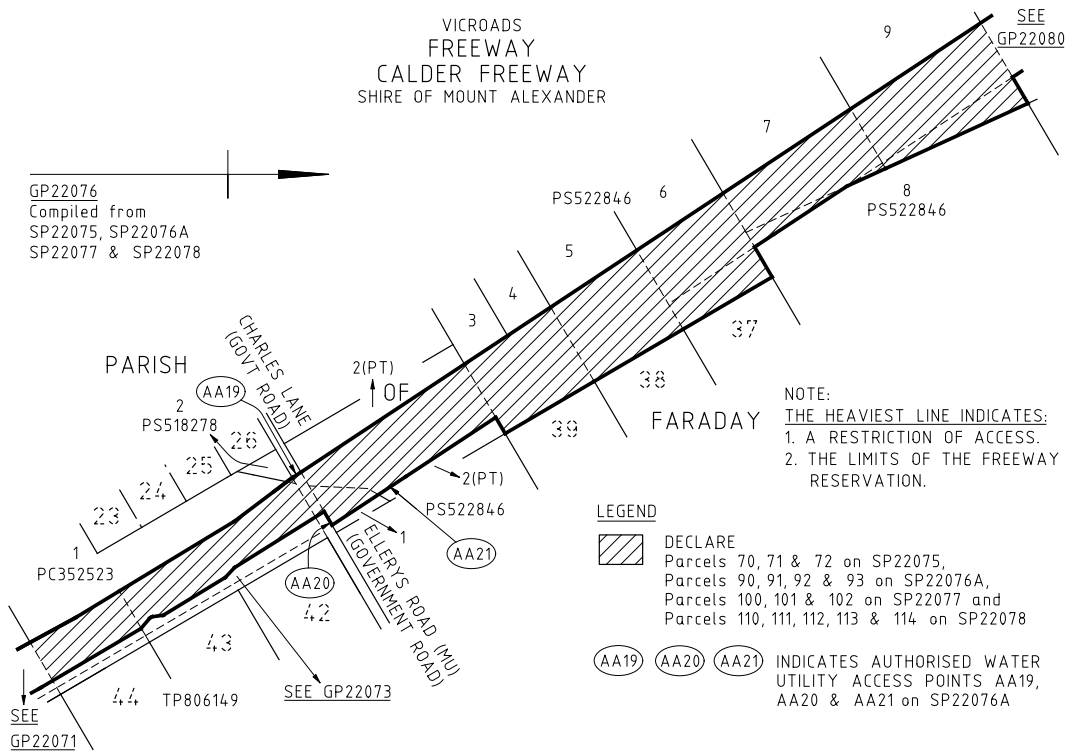 VICROADS
FREEWAY
CALDER FREEWAY
SHIRE OF MOUNT ALEXANDER
SEE
GP22080
9
7
8
PS522846
6
PS522846
5
4
3
GP22076
Compiled from
SP22075, SP22076A
SP22077 & SP22078
PARISH
OF
FARADAY
CHARLES LANE
(GOVT ROAD)
2(PT)
AA19
2
PS518278
26
25
24
23
1
PC352523
37
38
39
2(PT)
PS522846
1
AA21
AA20
42
43
44
ELLERYS ROAD (MU)
(GOVERNMENT ROAD)
TP806149
SEE GP22073
SEE
GP22071
NOTE:
THE HEAVIEST LINE INDICATES:
1. A RESTRICTION OF ACCESS.
2. THE LIMITS OF THE FREEWAY
RESERVATION.
LEGEND
DECLARE
Parcels 70, 71 & 72 on SP22075,
Parcels 90, 91, 92 & 93 on SP22076A,
Parcels 100, 101 & 102 on SP22077 and
Parcels 110, 111, 112, 113 & 114 on SP22078
AA19 AA20 AA21 INDICATES AUTHORISED WATER
UTILITY ACCESS POINTS AA19,
AA20 & AA21 on SP22076A